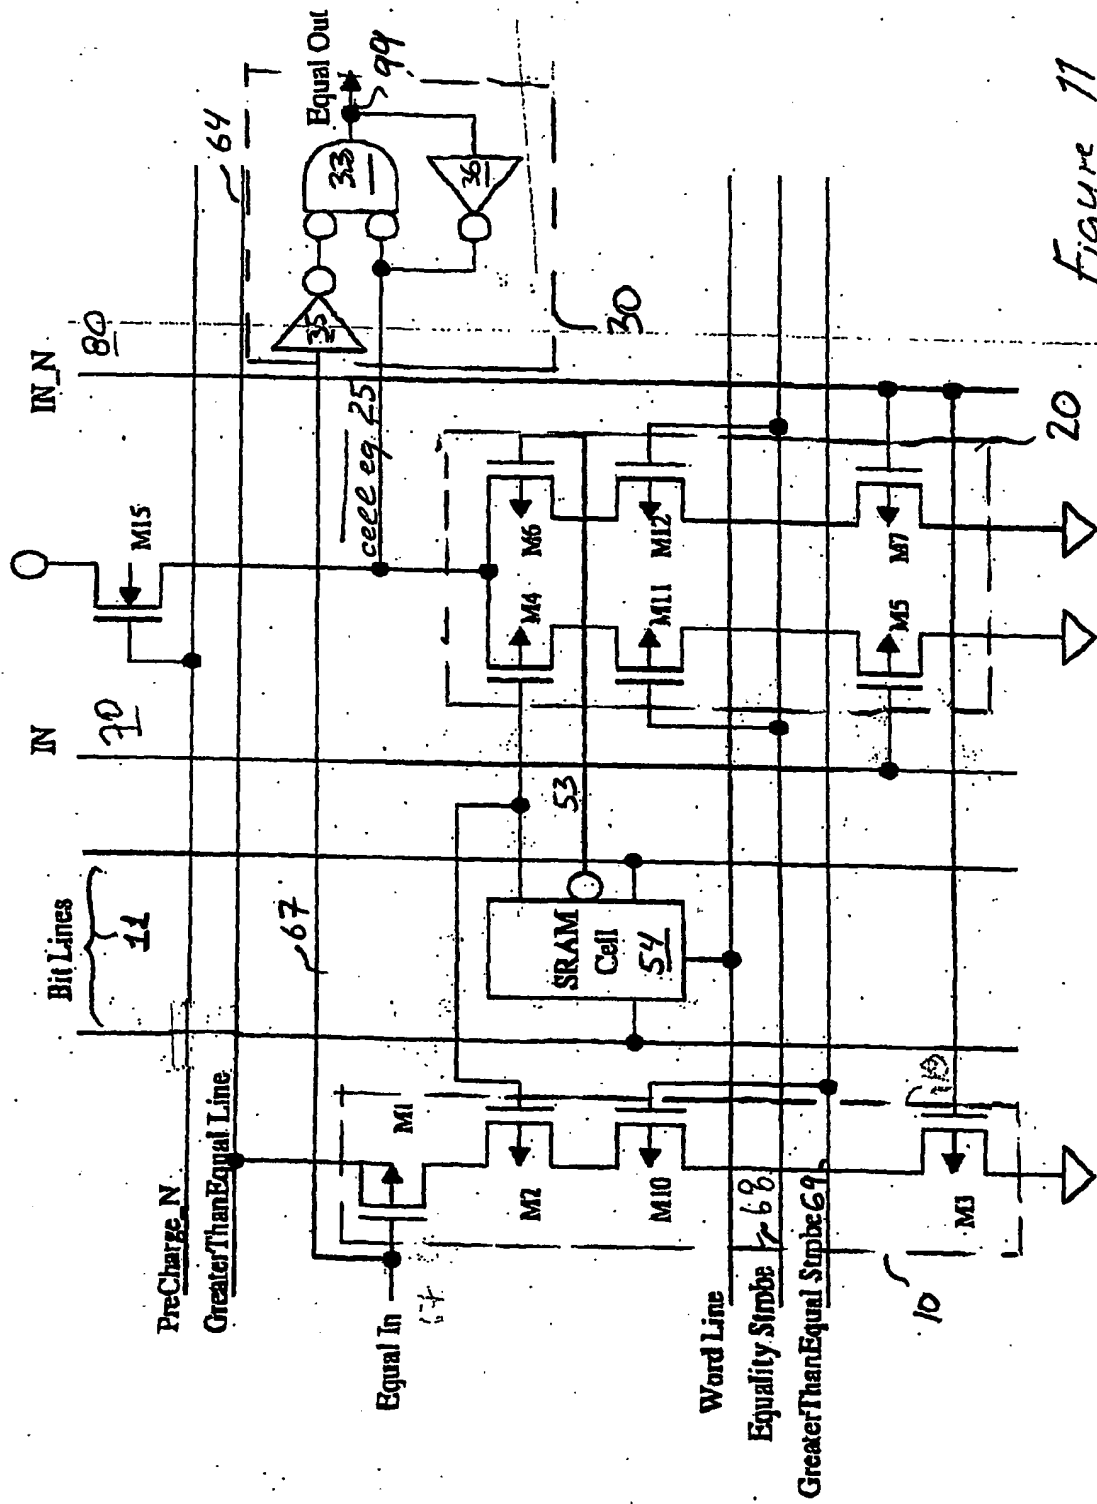 Bit Lines
11
IN
70
IN_N
80
PreCharge_N
GreaterThanEqual Line
64
67
Equal In
M15
cell eq. 25
35
33
36
Equal Out
99
30
M1
M2
M10
M3
SRAM
Cell
54
53
M4
M6
M11
M12
M5
M7
Word Line
Equality Strobe 68
GreaterThanEqual Strobe 69
10
20
Figure 11